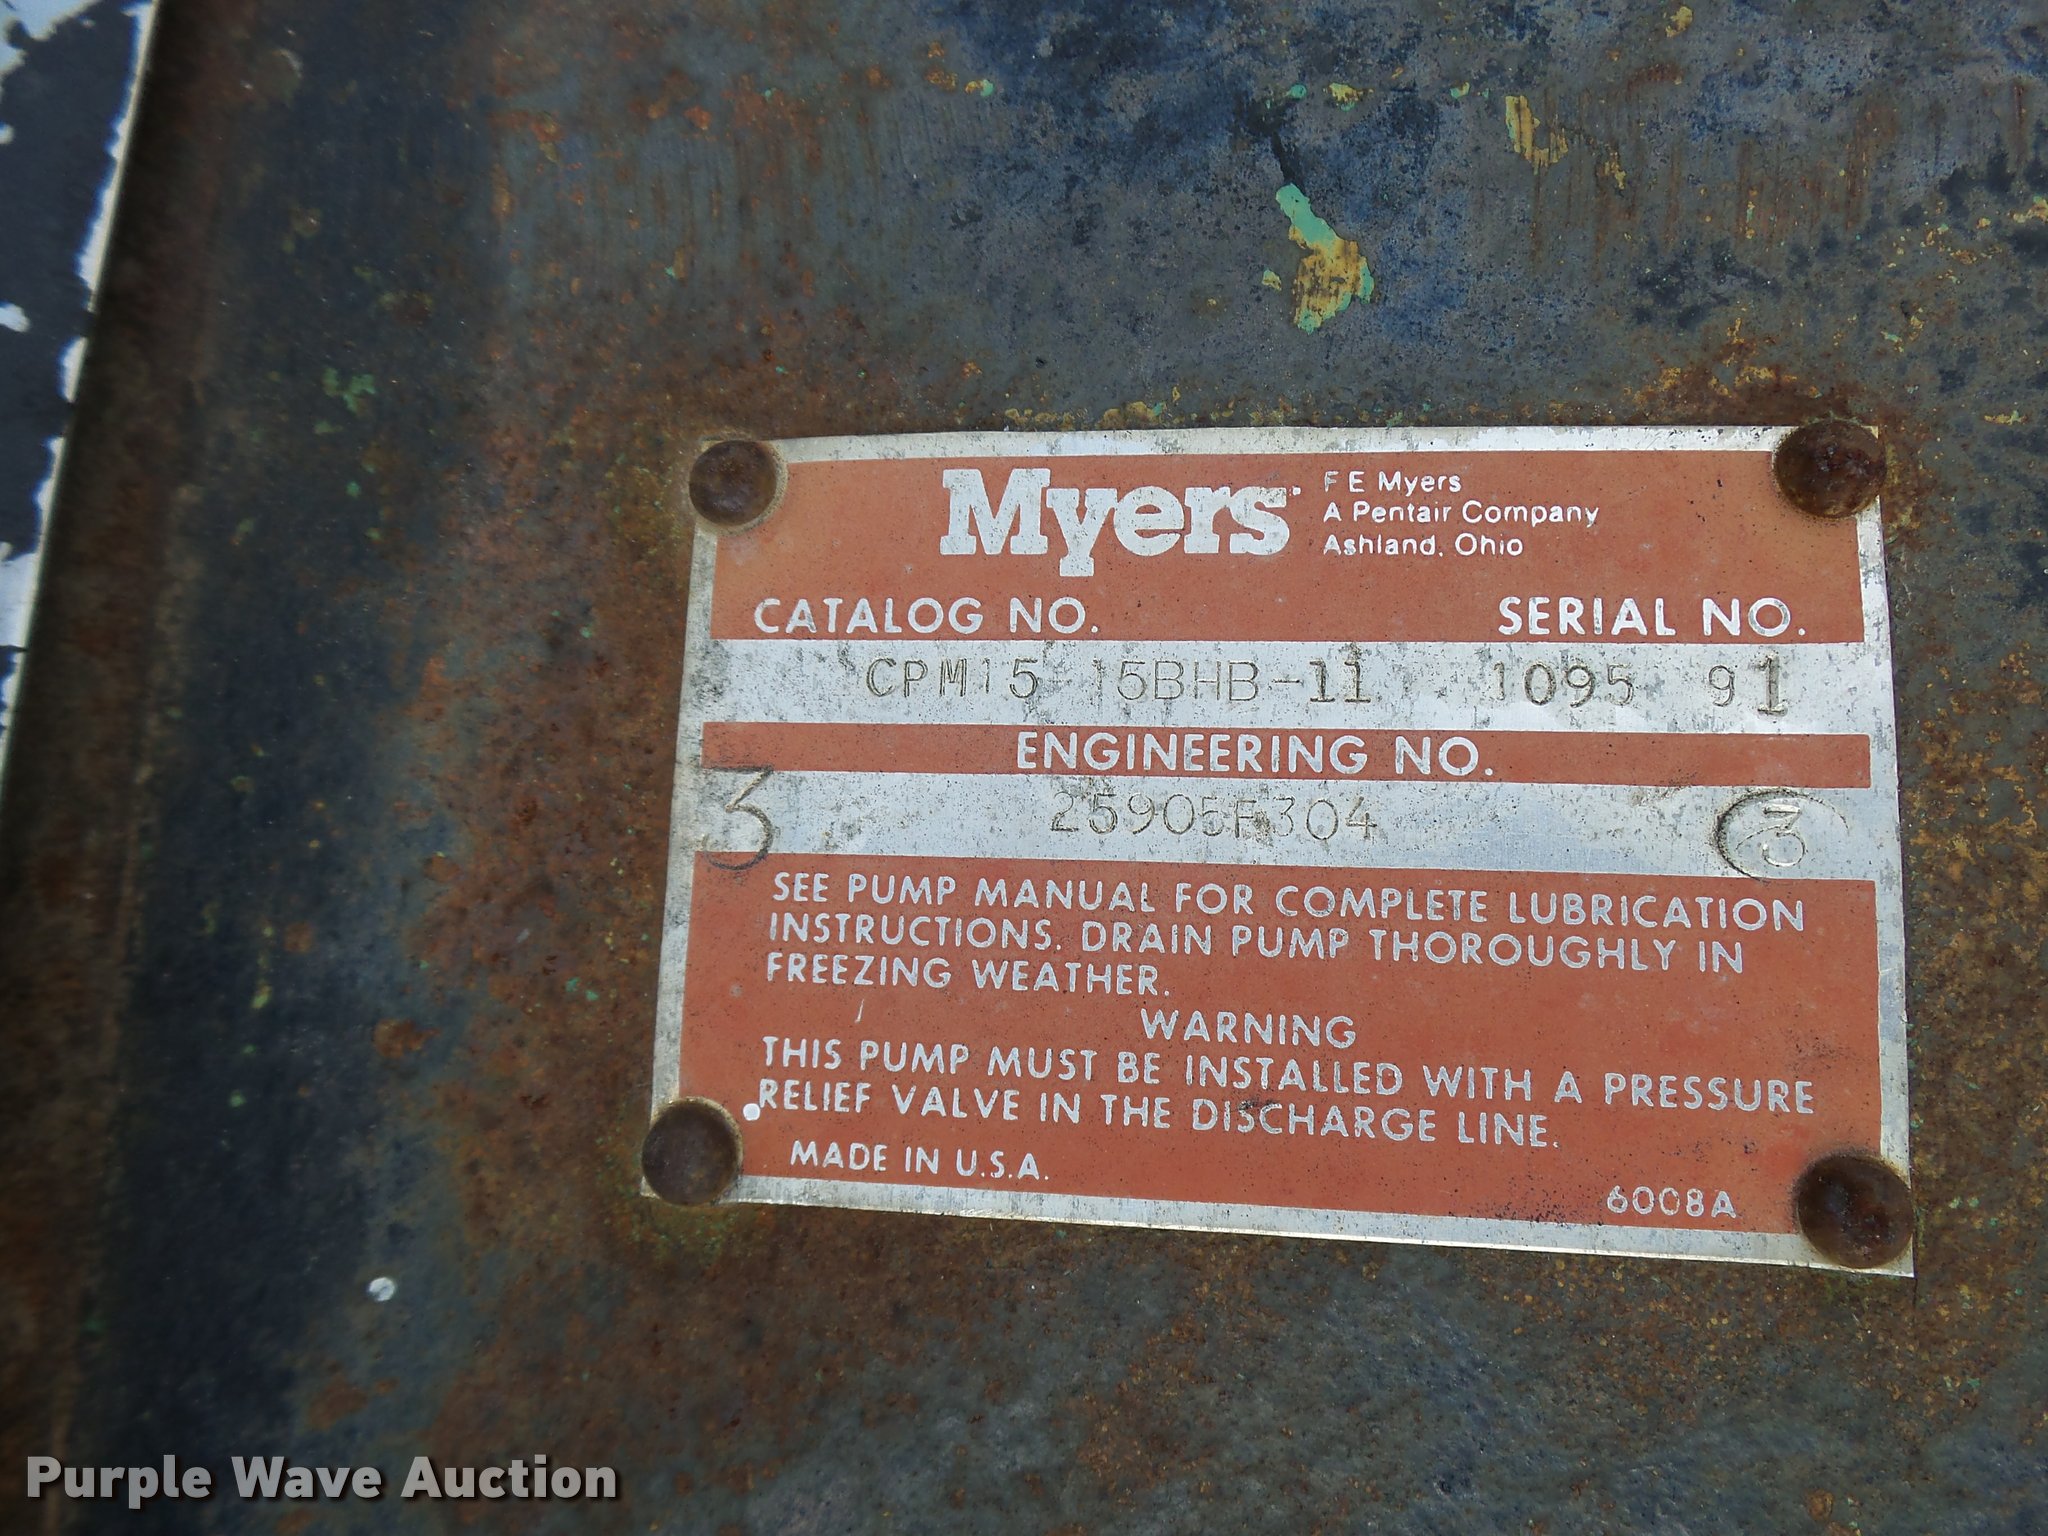 Myers
F E Myers
A Pentair Company
Ashland, Ohio
CATALOG NO. SERIAL NO.
CPM15 15BHB-11 1095 91
ENGINEERING NO.
3 25905F304 3
SEE PUMP MANUAL FOR COMPLETE LUBRICATION
INSTRUCTIONS. DRAIN PUMP THOROUGHLY IN
FREEZING WEATHER.
WARNING
THIS PUMP MUST BE INSTALLED WITH A PRESSURE
RELIEF VALVE IN THE DISCHARGE LINE.
MADE IN U.S.A.
6008A
Purple Wave Auction